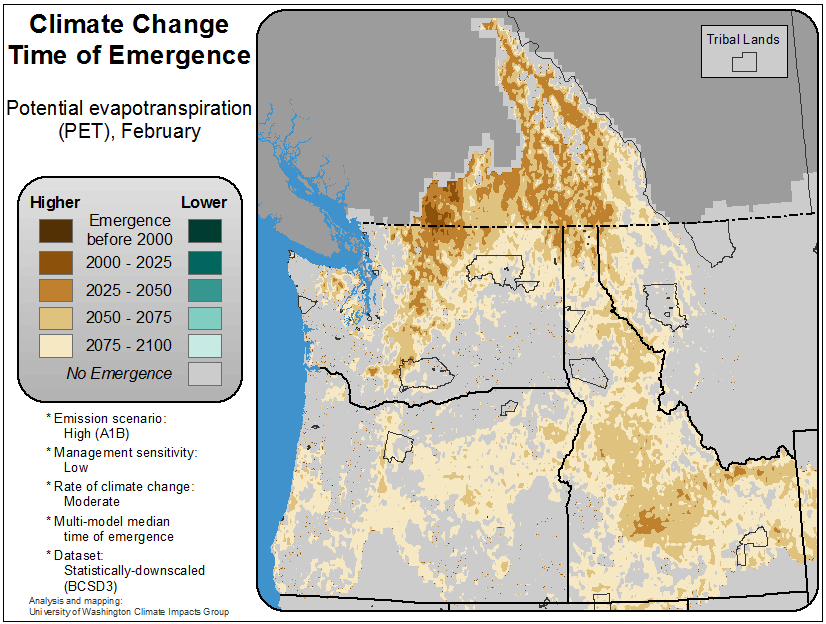 Climate Change
Time of Emergence
Potential evapotranspiration
(PET), February
Higher
Lower
Emergence
before 2000
2000 - 2025
2025 - 2050
2050 - 2075
2075 - 2100
No Emergence
* Emission scenario:
High (A1B)
* Management sensitivity:
Low
* Rate of climate change:
Moderate
* Multi-model median
time of emergence
* Dataset:
Statistically-downscaled
(BCSD3)
Analysis and mapping:
University of Washington Climate Impacts Group
Tribal Lands